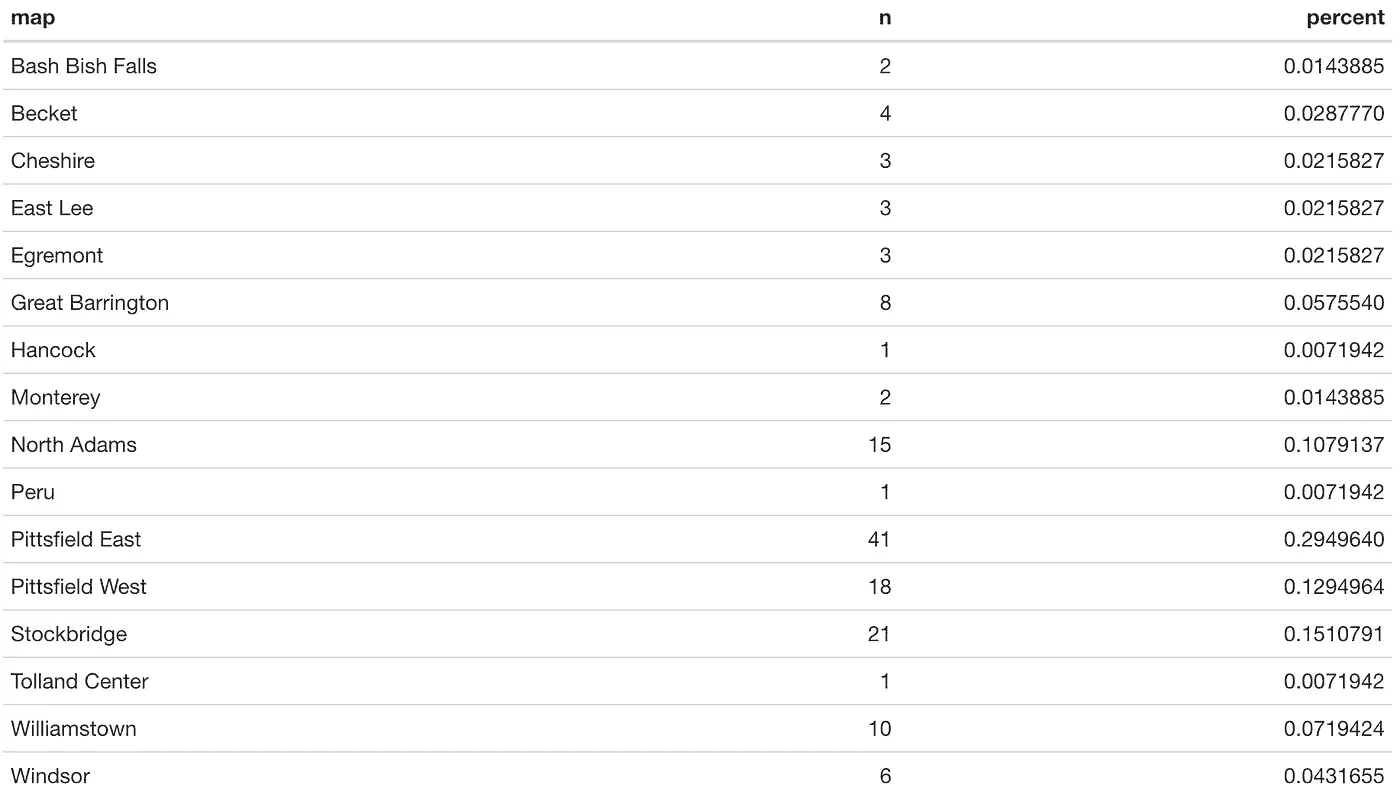 map n percent
Bash Bish Falls 2 0.0143885
Becket 4 0.0287770
Cheshire 3 0.0215827
East Lee 3 0.0215827
Egremont 3 0.0215827
Great Barrington 8 0.0575540
Hancock 1 0.0071942
Monterey 2 0.0143885
North Adams 15 0.1079137
Peru 1 0.0071942
Pittsfield East 41 0.2949640
Pittsfield West 18 0.1294964
Stockbridge 21 0.1510791
Tolland Center 1 0.0071942
Williamstown 10 0.0719424
Windsor 6 0.0431655